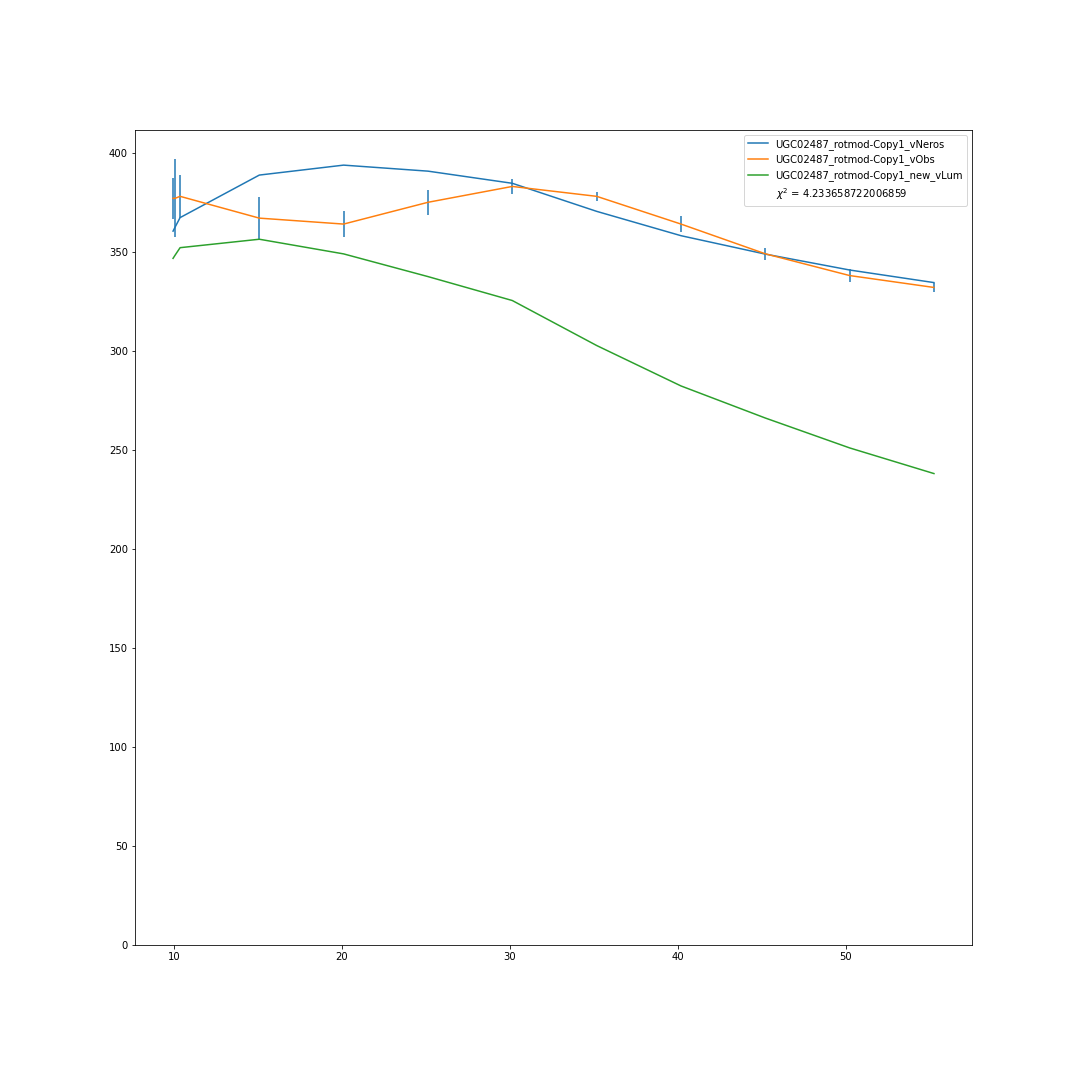 UGC02487_rotmod-Copy1_vNeros
UGC02487_rotmod-Copy1_vObs
UGC02487_rotmod-Copy1_new_vLum
χ² = 4.233658722006859
400
350
300
250
200
150
100
50
0
10 20 30 40 50